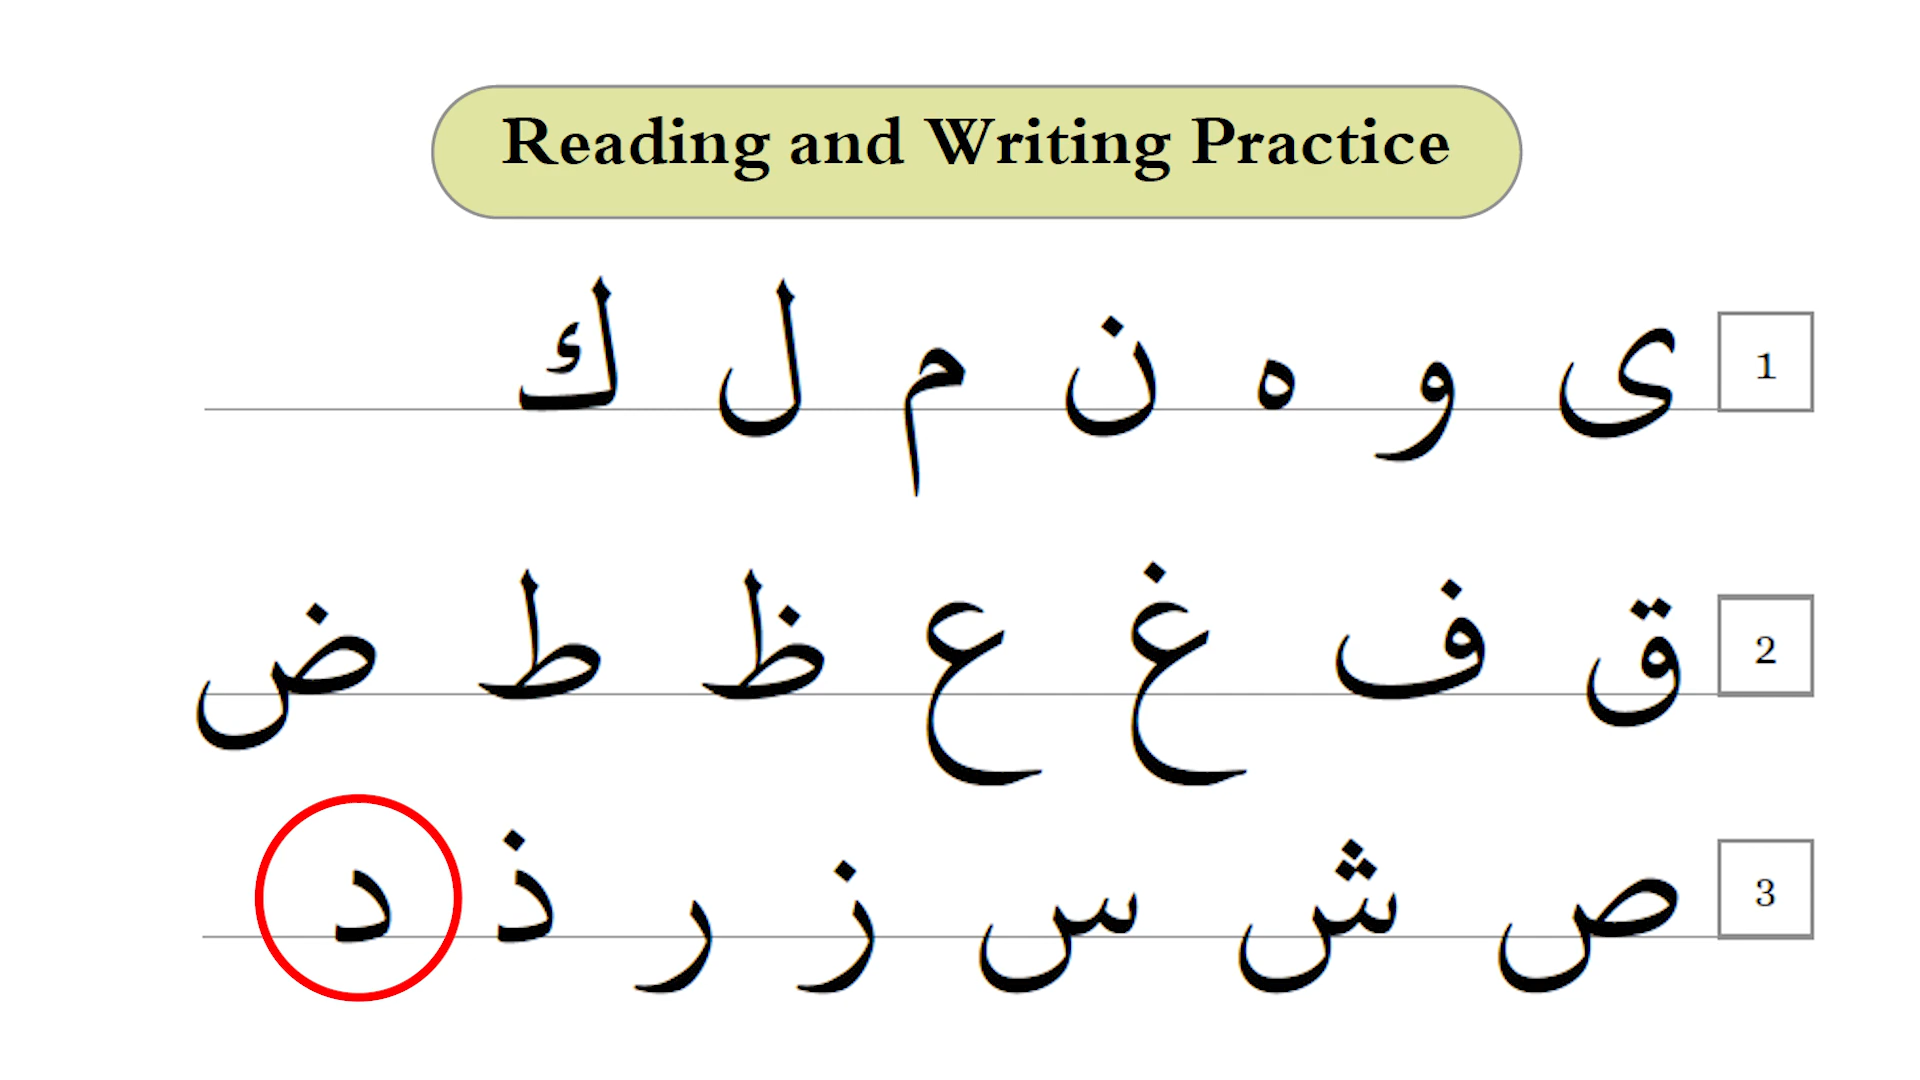 Reading and Writing Practice
1 ى و ه ن م ل ك
2 ق ف غ ع ظ ط ض
3 ص ش س ز ر ذ د